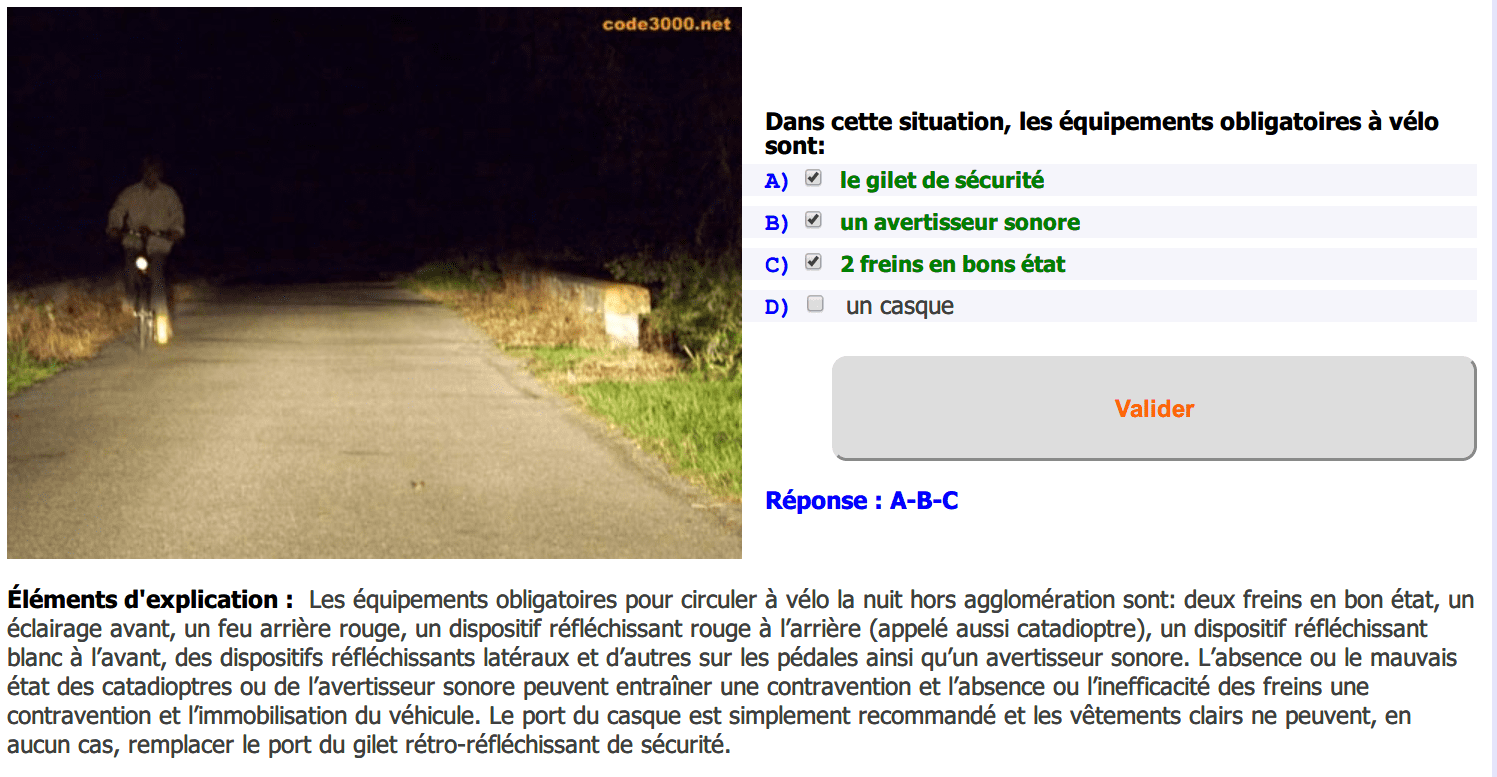 code3000.net
Dans cette situation, les équipements obligatoires à vélo
sont:
A) le gilet de sécurité
B) un avertisseur sonore
C) 2 freins en bons état
D) un casque
Valider
Réponse : A-B-C
Éléments d'explication : Les équipements obligatoires pour circuler à vélo la nuit hors agglomération sont: deux freins en bon état, un
éclairage avant, un feu arrière rouge, un dispositif réfléchissant rouge à l’arrière (appelé aussi catadioptre), un dispositif réfléchissant
blanc à l’avant, des dispositifs réfléchissants latéraux et d’autres sur les pédales ainsi qu’un avertisseur sonore. L’absence ou le mauvais
état des catadioptres ou de l’avertisseur sonore peuvent entraîner une contravention et l’absence ou l’inefficacité des freins une
contravention et l’immobilisation du véhicule. Le port du casque est simplement recommandé et les vêtements clairs ne peuvent, en
aucun cas, remplacer le port du gilet rétro-réfléchissant de sécurité.